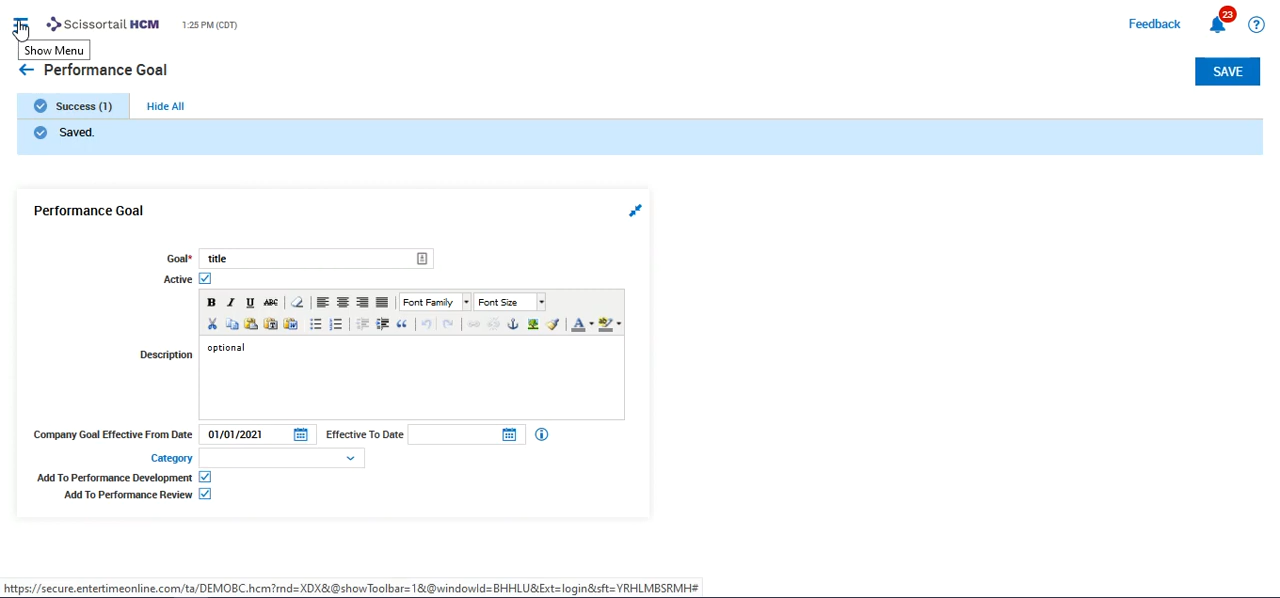 Scissortail HCM 1:25 PM (CDT) Feedback 23
Show Menu
Performance Goal SAVE
Success (1) Hide All
Saved.
Performance Goal
Goal* title
Active
B I U ABC Font Family Font Size
Description optional
Company Goal Effective From Date 01/01/2021 Effective To Date
Category
Add To Performance Development
Add To Performance Review
https://secure.entertimeonline.com/ta/DEMOBC.hcm?rnd=XDX&@showToolbar=1&@windowId=BHHLU&Ext=login&sft=YRHLMBSRMH#